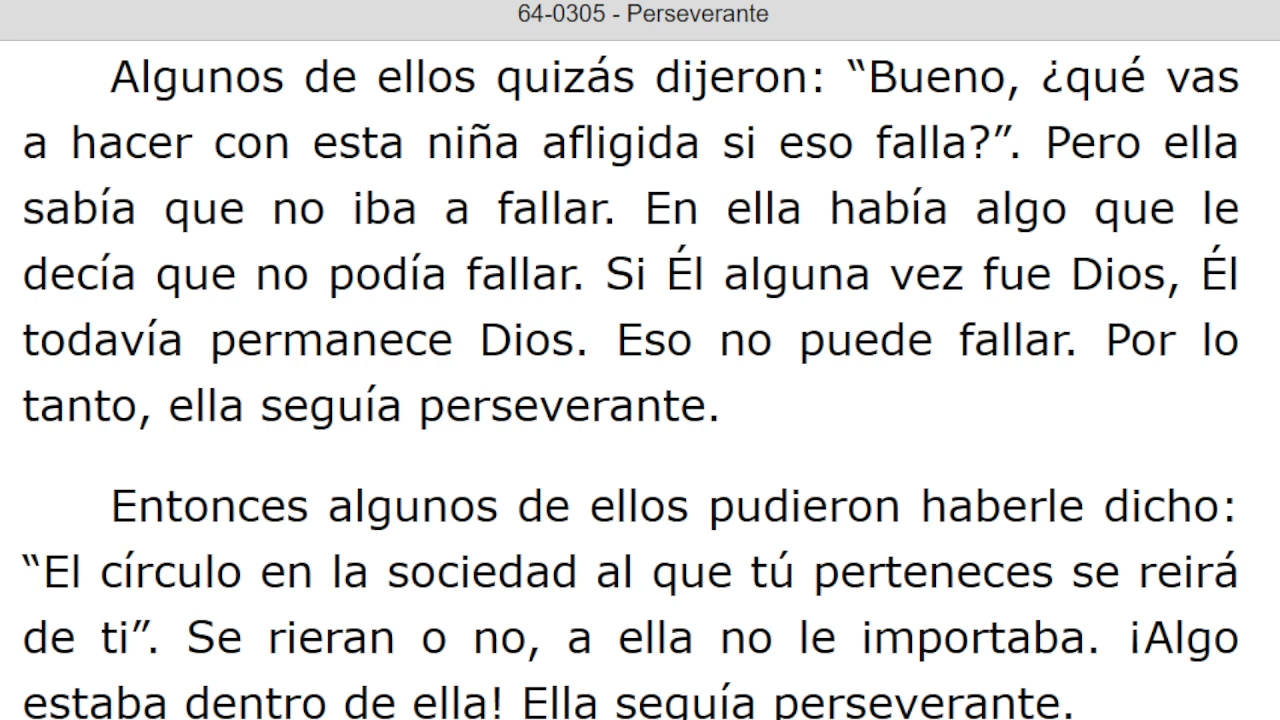 64-0305 - Perseverante
Algunos de ellos quizás dijeron: “Bueno, ¿qué vas
a hacer con esta niña afligida si eso falla?”. Pero ella
sabía que no iba a fallar. En ella había algo que le
decía que no podía fallar. Si Él alguna vez fue Dios, Él
todavía permanece Dios. Eso no puede fallar. Por lo
tanto, ella seguía perseverante.
Entonces algunos de ellos pudieron haberle dicho:
“El círculo en la sociedad al que tú perteneces se reirá
de ti”. Se rieran o no, a ella no le importaba. ¡Algo
estaba dentro de ella! Ella seguía perseverante.